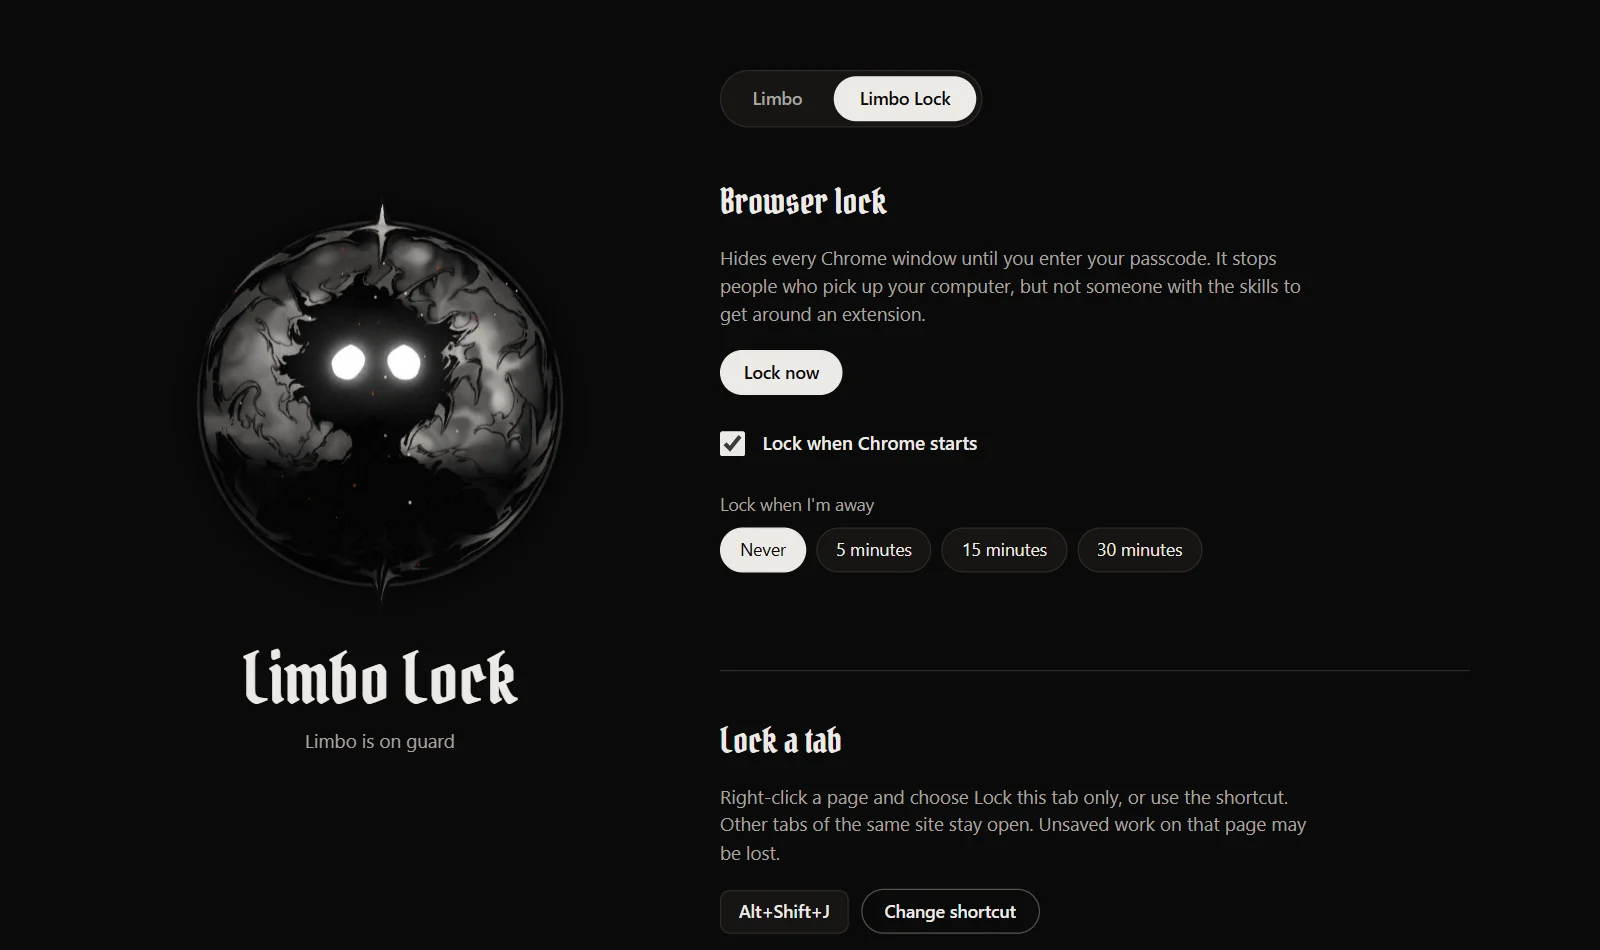 Limbo
Limbo Lock
Browser lock
Hides every Chrome window until you enter your passcode. It stops
people who pick up your computer, but not someone with the skills to
get around an extension.
Lock now
Lock when Chrome starts
Lock when I'm away
Never
5 minutes
15 minutes
30 minutes
Limbo Lock
Limbo is on guard
Lock a tab
Right-click a page and choose Lock this tab only, or use the shortcut.
Other tabs of the same site stay open. Unsaved work on that page may
be lost.
Alt+Shift+J
Change shortcut